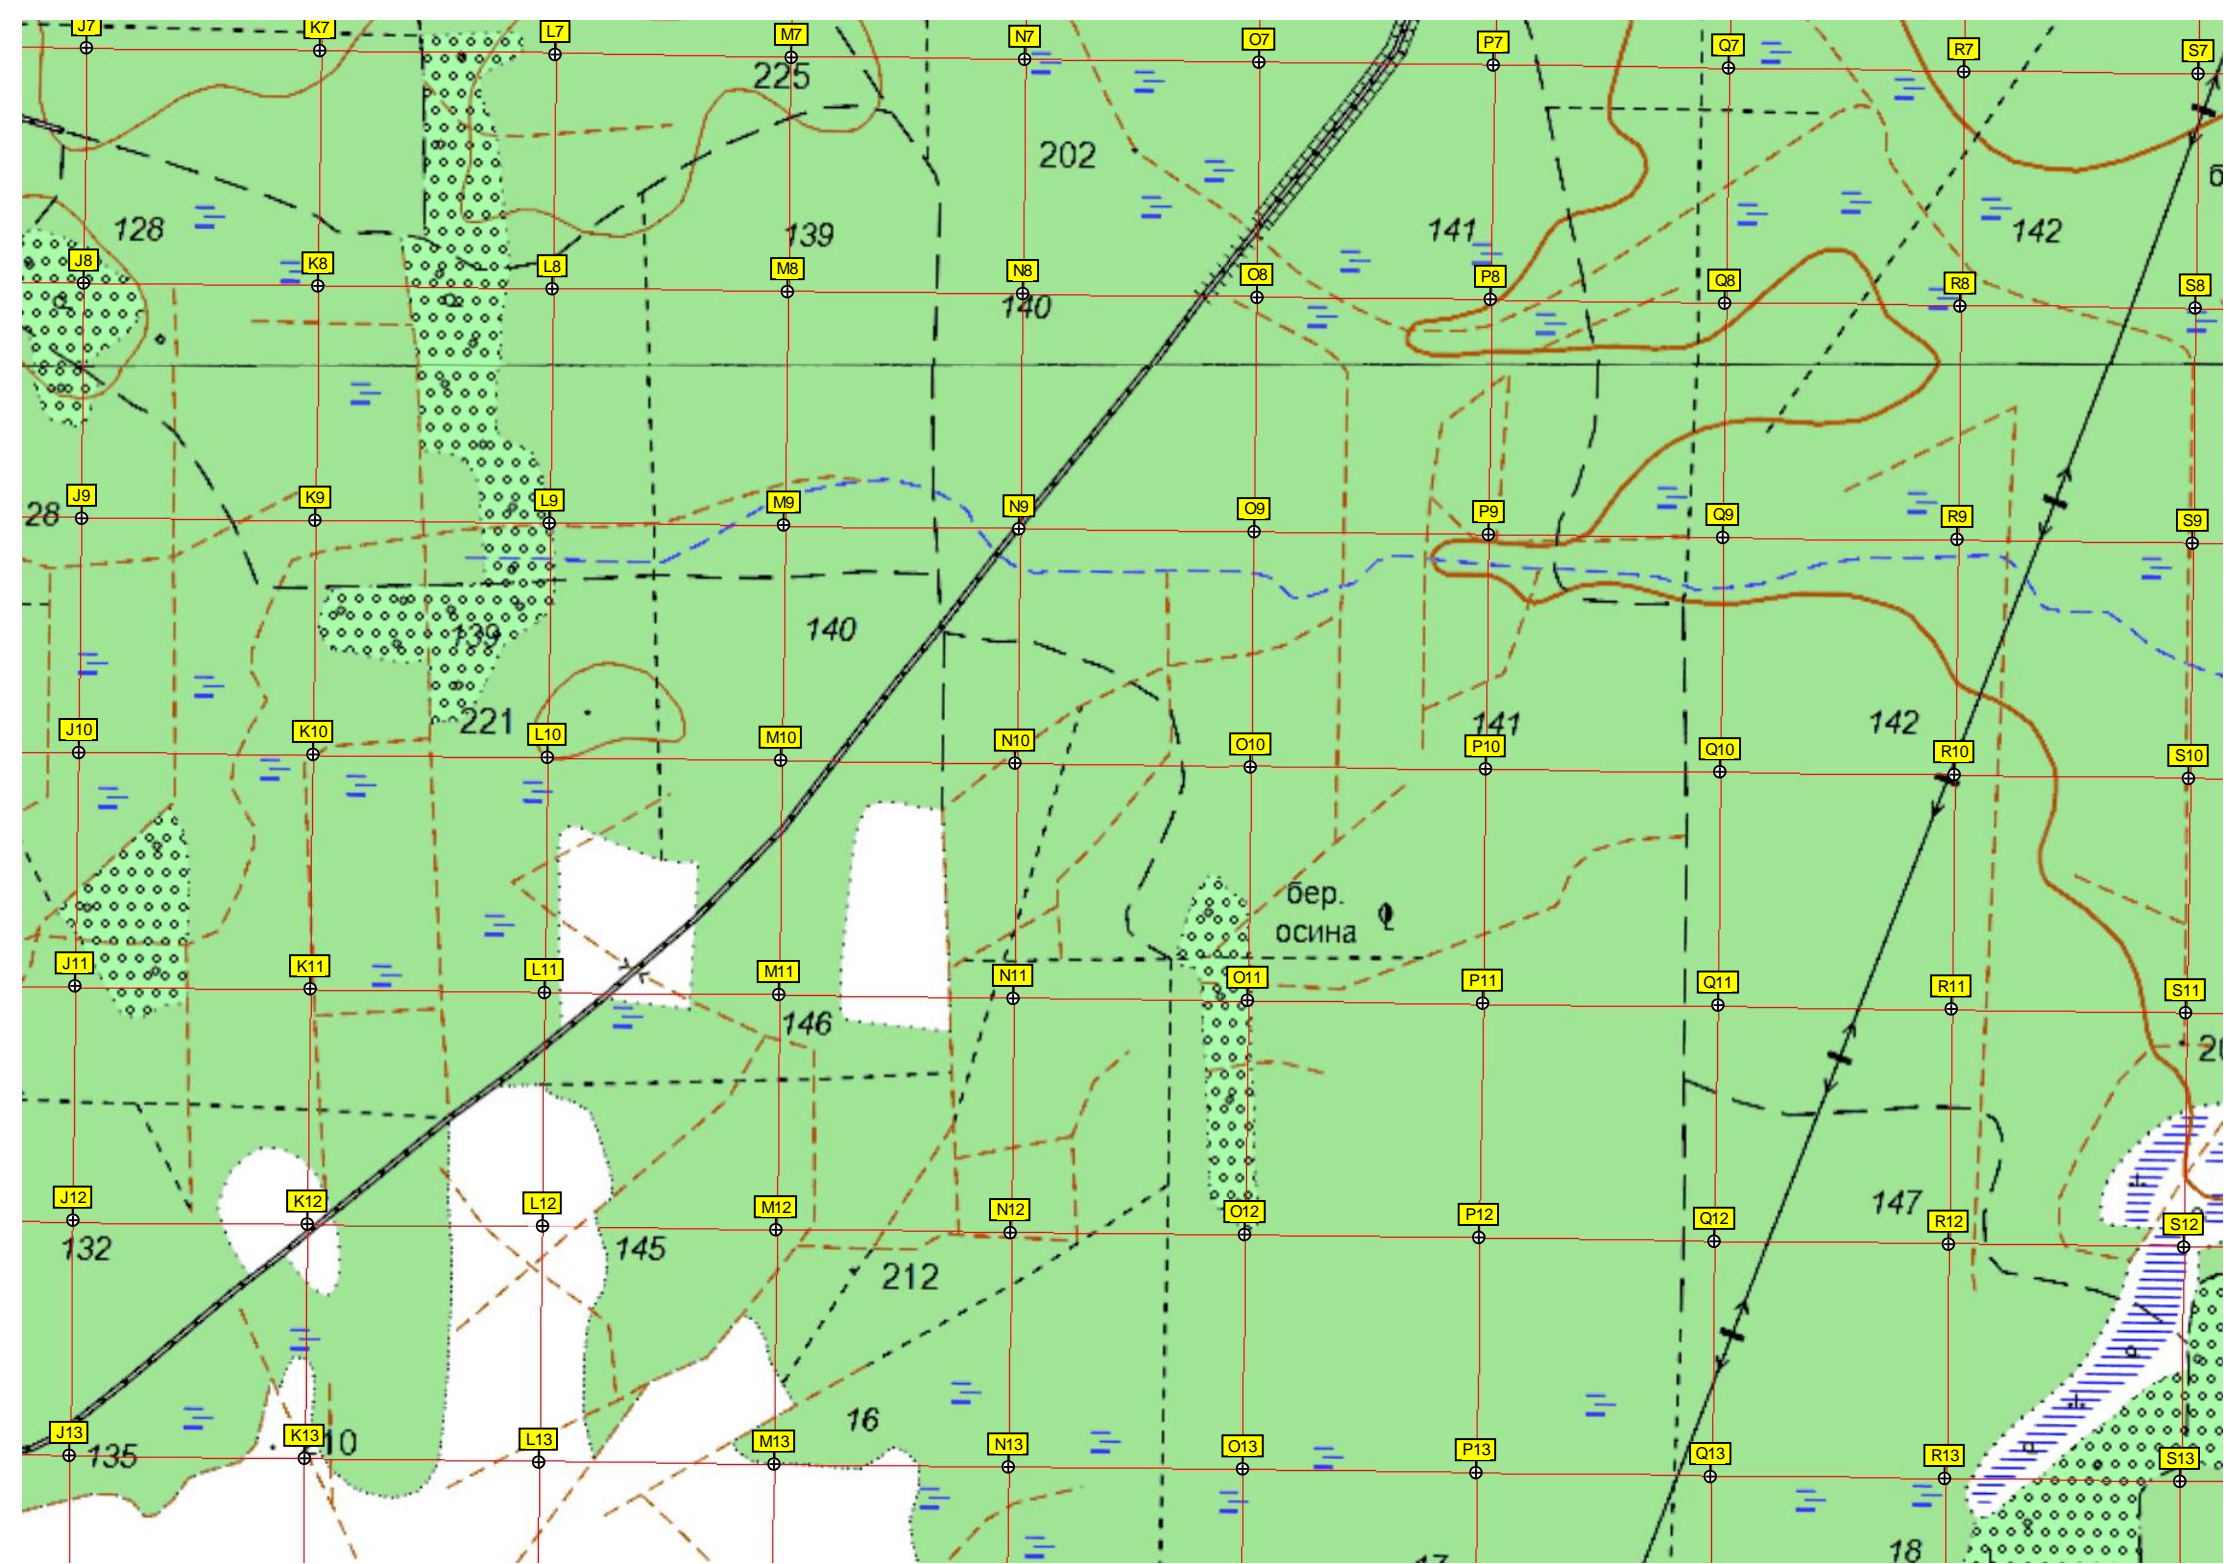 J7 K7 L7 M7 N7 O7 P7 Q7 R7 S7
225
202
128 139 141 142
J8 K8 L8 M8 N8 O8 P8 Q8 R8 S8
140
J9 K9 L9 M9 N9 O9 P9 Q9 R9 S9
28
139 140
221 141 142
J10 K10 L10 M10 N10 O10 P10 Q10 R10 S10
бер.
осина
J11 K11 L11 M11 N11 O11 P11 Q11 R11 S11
146
J12 K12 L12 M12 N12 O12 P12 Q12 R12 S12
147
132 145
212
16
J13 K13 L13 M13 N13 O13 P13 Q13 R13 S13
135
18